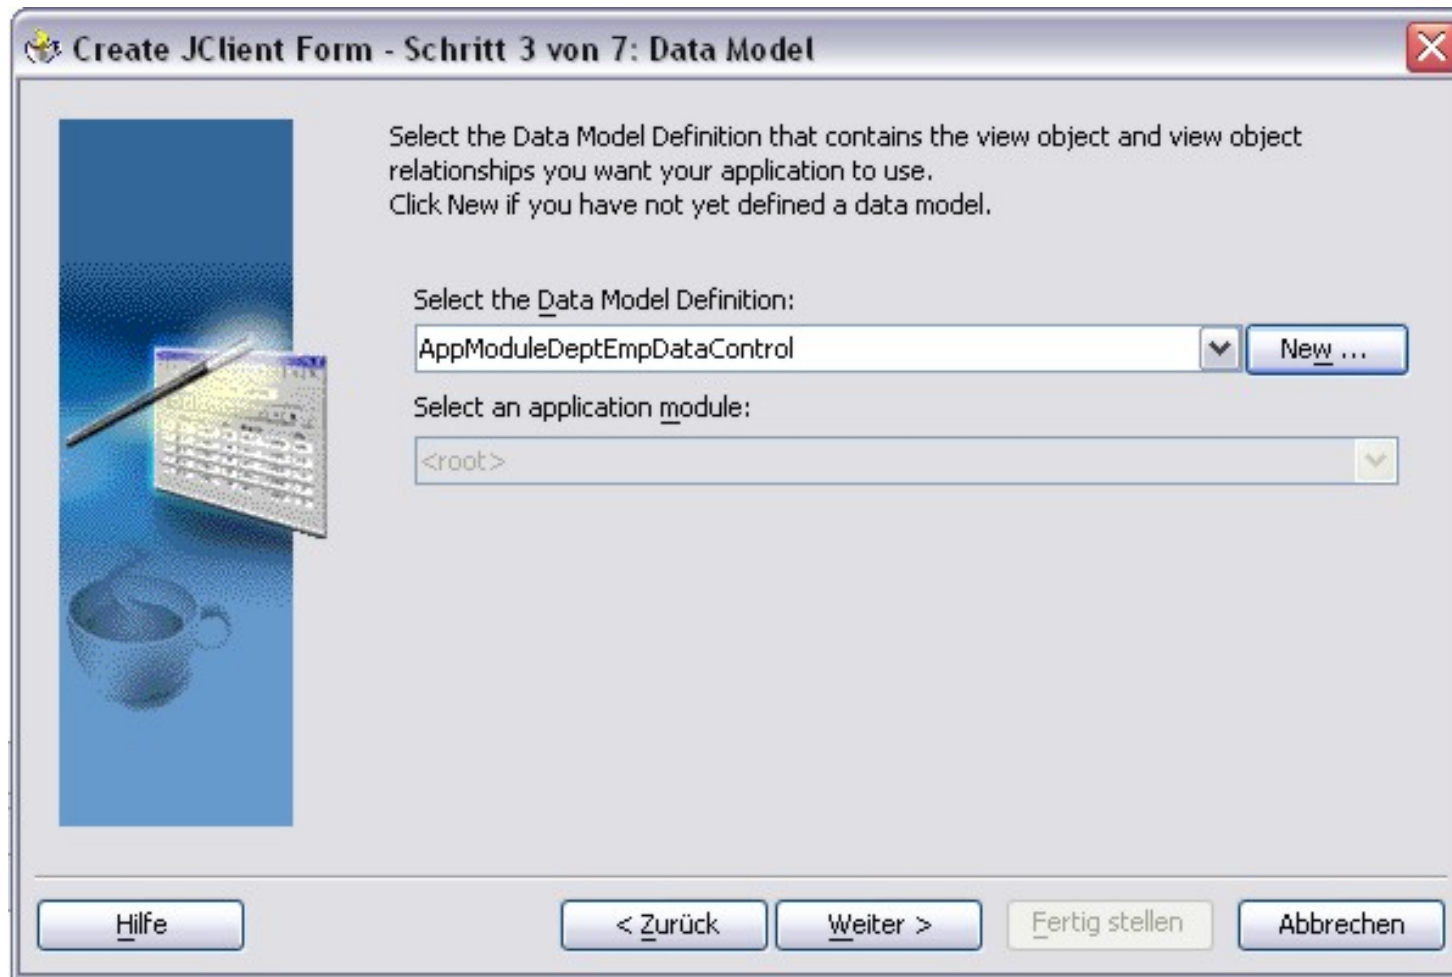 Create JClient Form - Schritt 3 von 7: Data Model
Select the Data Model Definition that contains the view object and view object
relationships you want your application to use.
Click New if you have not yet defined a data model.
Select the Data Model Definition:
AppModuleDeptEmpDataControl
New ...
Select an application module:
<root>
Hilfe
< Zurück
Weiter >
Fertig stellen
Abbrechen